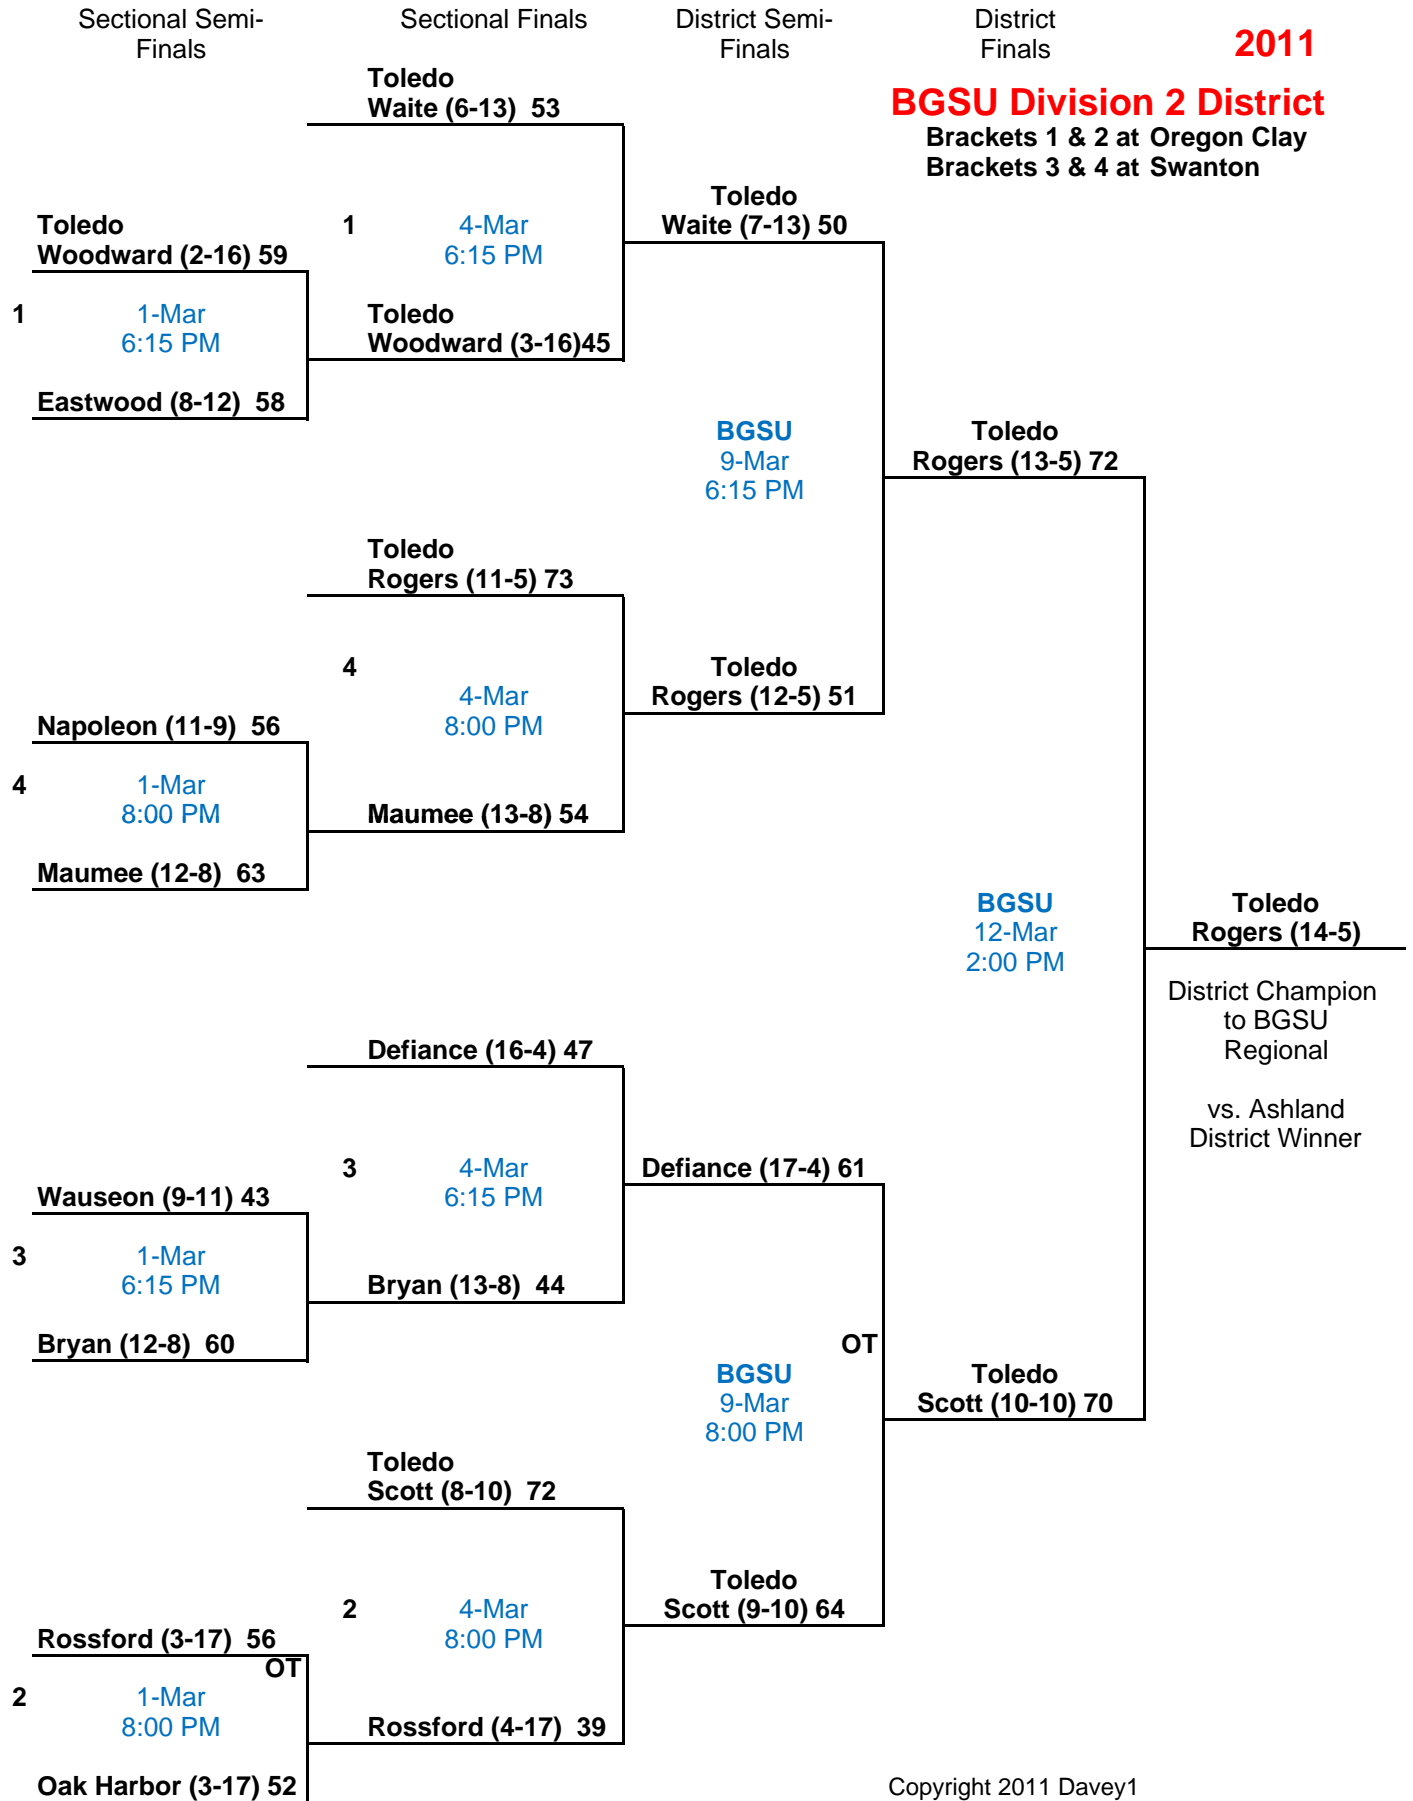 Sectional Semi-
Finals
Sectional Finals
District Semi-
Finals
District
Finals
2011
BGSU Division 2 District
Brackets 1 & 2 at Oregon Clay
Brackets 3 & 4 at Swanton
Toledo
Woodward (2-16) 59
1
1-Mar
6:15 PM
Eastwood (8-12) 58
Napoleon (11-9) 56
4
1-Mar
8:00 PM
Maumee (12-8) 63
Wauseon (9-11) 43
3
1-Mar
6:15 PM
Bryan (12-8) 60
Rossford (3-17) 56
OT
2
1-Mar
8:00 PM
Oak Harbor (3-17) 52
Toledo
Waite (6-13) 53
1
4-Mar
6:15 PM
Toledo
Woodward (3-16)45
Toledo
Rogers (11-5) 73
4
4-Mar
8:00 PM
Maumee (13-8) 54
Defiance (16-4) 47
3
4-Mar
6:15 PM
Bryan (13-8) 44
Toledo
Scott (8-10) 72
2
4-Mar
8:00 PM
Rossford (4-17) 39
Toledo
Waite (7-13) 50
BGSU
9-Mar
6:15 PM
Toledo
Rogers (12-5) 51
Defiance (17-4) 61
OT
BGSU
9-Mar
8:00 PM
Toledo
Scott (9-10) 64
Toledo
Rogers (13-5) 72
BGSU
12-Mar
2:00 PM
Toledo
Scott (10-10) 70
Toledo
Rogers (14-5)
District Champion
to BGSU
Regional
vs. Ashland
District Winner
Copyright 2011 Davey1